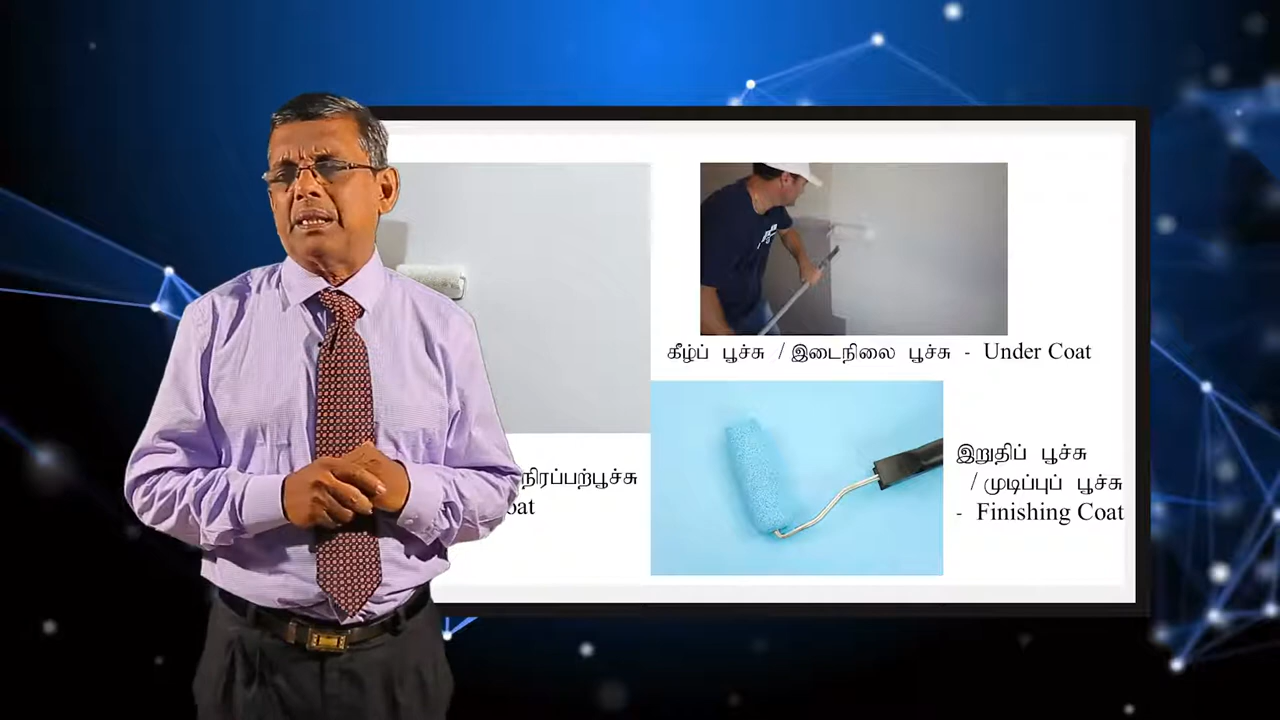 கீழ்ப் பூச்சு / இடைநிலை பூச்சு - Under Coat
நிரப்பற்பூச்சு
oat
இறுதிப் பூச்சு
/ முடிப்புப் பூச்சு
- Finishing Coat